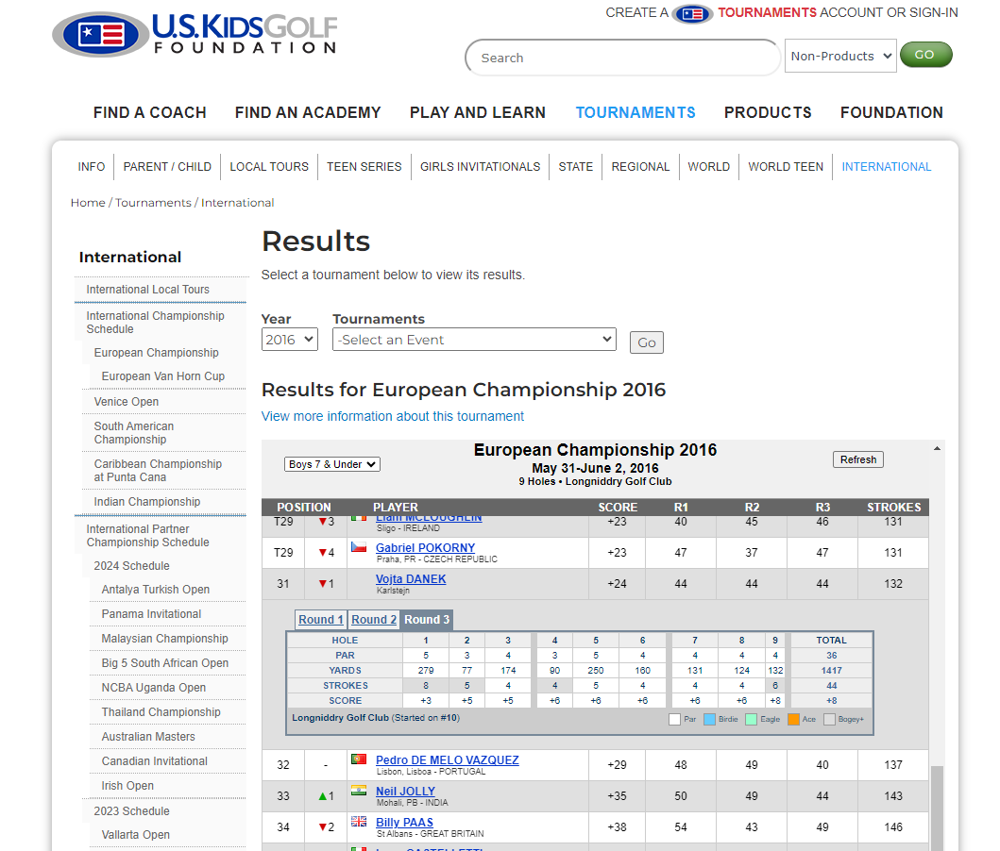 U.S.KIDSGOLF
FOUNDATION
CREATE A TOURNAMENTS ACCOUNT OR SIGN-IN
Search
Non-Products
GO
FIND A COACH FIND AN ACADEMY PLAY AND LEARN TOURNAMENTS PRODUCTS FOUNDATION
INFO PARENT / CHILD LOCAL TOURS TEEN SERIES GIRLS INVITATIONALS STATE REGIONAL WORLD WORLD TEEN INTERNATIONAL
Home / Tournaments / International
International
International Local Tours
International Championship
Schedule
European Championship
European Van Horn Cup
Venice Open
South American
Championship
Caribbean Championship
at Punta Cana
Indian Championship
International Partner
Championship Schedule
2024 Schedule
Antalya Turkish Open
Panama Invitational
Malaysian Championship
Big 5 South African Open
NCBA Uganda Open
Thailand Championship
Australian Masters
Canadian Invitational
Irish Open
2023 Schedule
Vallarta Open
Results
Select a tournament below to view its results.
Year Tournaments
2016 -Select an Event Go
Results for European Championship 2016
View more information about this tournament
European Championship 2016
Boys 7 & Under May 31-June 2, 2016 Refresh
9 Holes • Longniddry Golf Club
POSITION PLAYER SCORE R1 R2 R3 STROKES
T29 ▼3 Liam MCLOUGHLIN +23 40 45 46 131
Sligo - IRELAND
T29 ▼4 Gabriel POKORNY +23 47 37 47 131
Praha, PR - CZECH REPUBLIC
31 ▼1 Vojta DANEK +24 44 44 44 132
Karlstejn
Round 1 Round 2 Round 3
HOLE 1 2 3 4 5 6 7 8 9 TOTAL
PAR 5 3 4 3 5 4 4 4 4 36
YARDS 279 77 174 90 250 160 131 124 132 1417
STROKES 8 5 4 4 5 4 4 4 6 44
SCORE +3 +5 +5 +6 +6 +6 +6 +6 +8 +8
Longniddry Golf Club (Started on #10) Par Birdie Eagle Ace Bogey+
32 - Pedro DE MELO VAZQUEZ +29 48 49 40 137
Lisbon, Lisboa - PORTUGAL
33 ▲1 Neil JOLLY +35 50 49 44 143
Mohali, PB - INDIA
34 ▼2 Billy PAAS +38 54 43 49 146
St Albans - GREAT BRITAIN